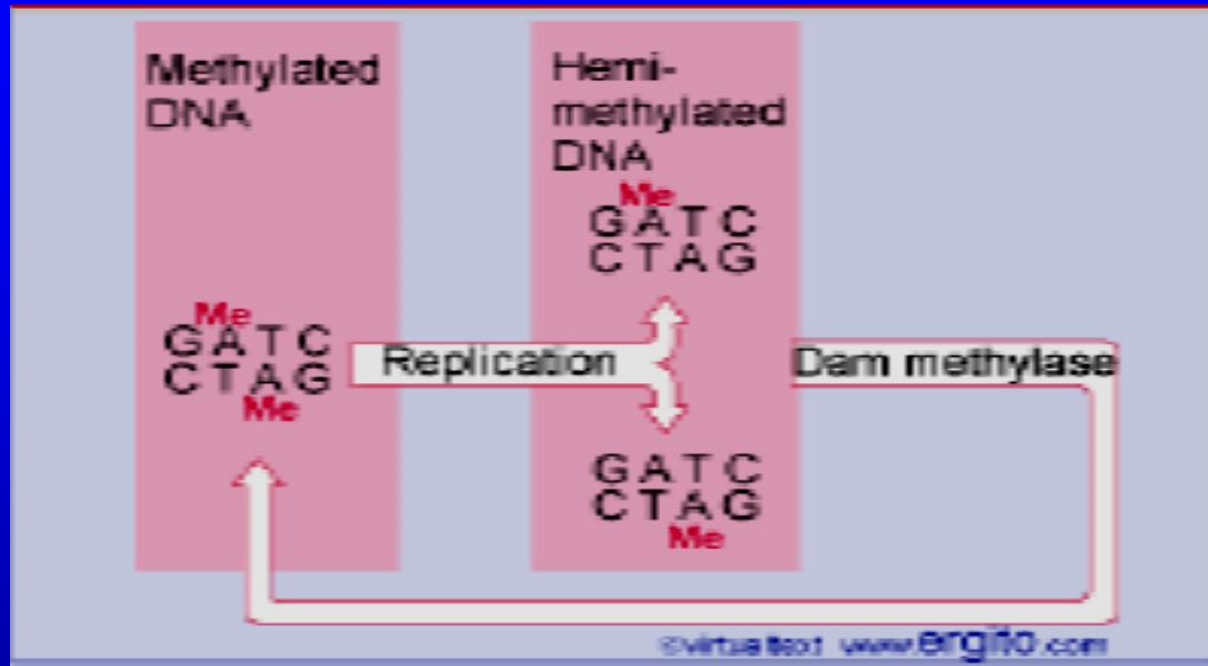 Methylated
DNA
Me
GATC
CTAG
Me
Replication
Hemi-
methylated
DNA
Me
GATC
CTAG
GATC
CTAG
Me
Dam methylase
©virtualtext www.ergito.com